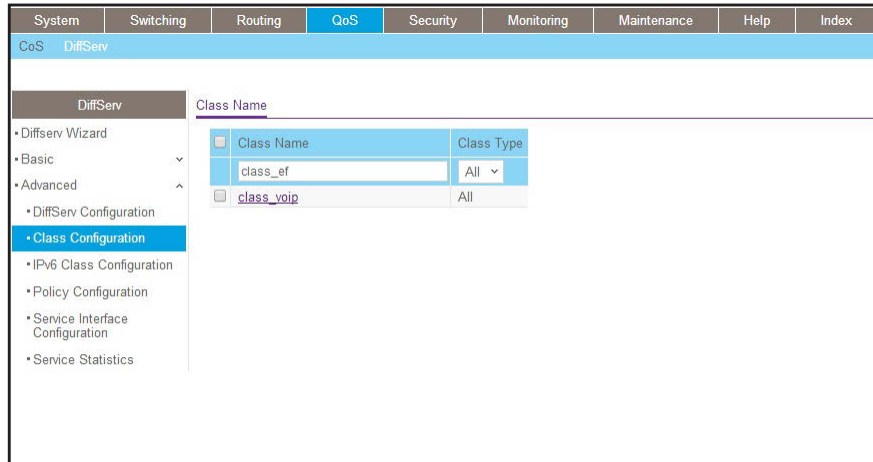 System Switching Routing QoS Security Monitoring Maintenance Help Index
CoS DiffServ
DiffServ
Diffserv Wizard
Basic
Advanced
DiffServ Configuration
Class Configuration
IPv6 Class Configuration
Policy Configuration
Service Interface
Configuration
Service Statistics
Class Name
Class Name Class Type
class_ef All
class_voip All